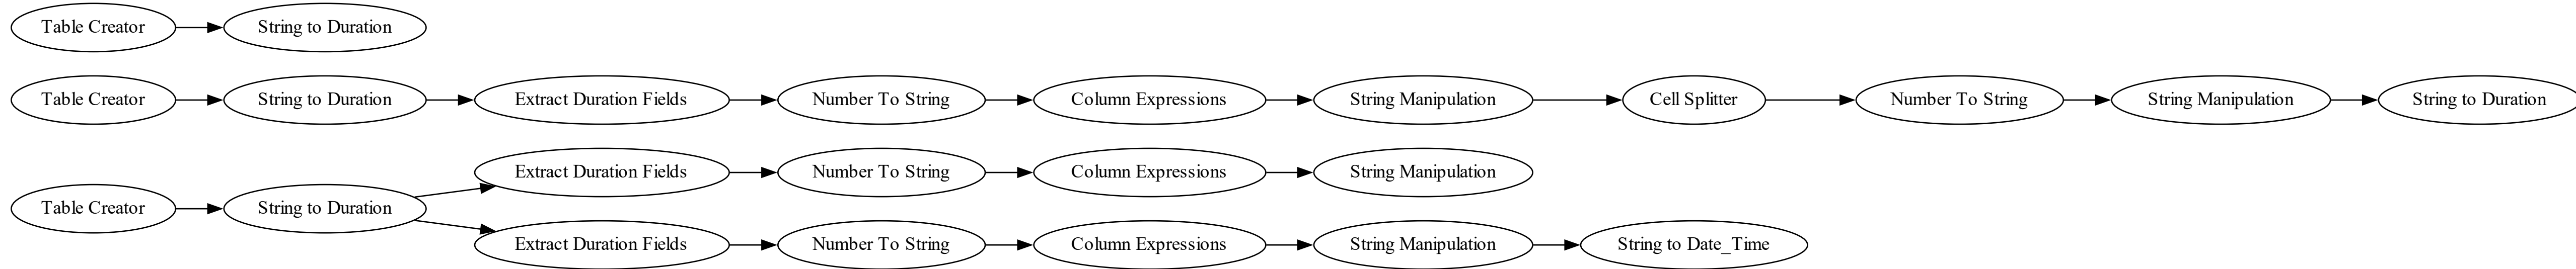 Table Creator
String to Duration
Table Creator
String to Duration
Extract Duration Fields
Number To String
Column Expressions
String Manipulation
Cell Splitter
Number To String
String Manipulation
String to Duration
Table Creator
String to Duration
Extract Duration Fields
Number To String
Column Expressions
String Manipulation
Extract Duration Fields
Number To String
Column Expressions
String Manipulation
String to Date_Time